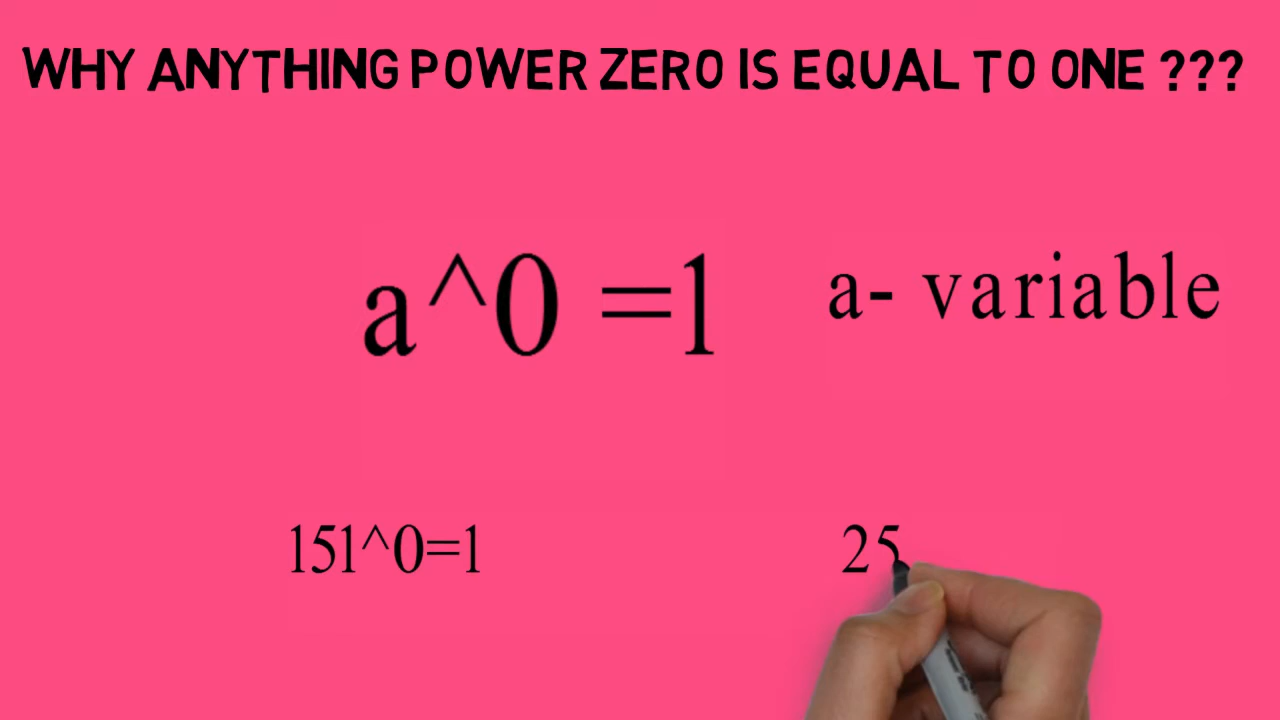 WHY ANYTHING POWER ZERO IS EQUAL TO ONE ???
a^0 =1
a- variable
151^0=1
25